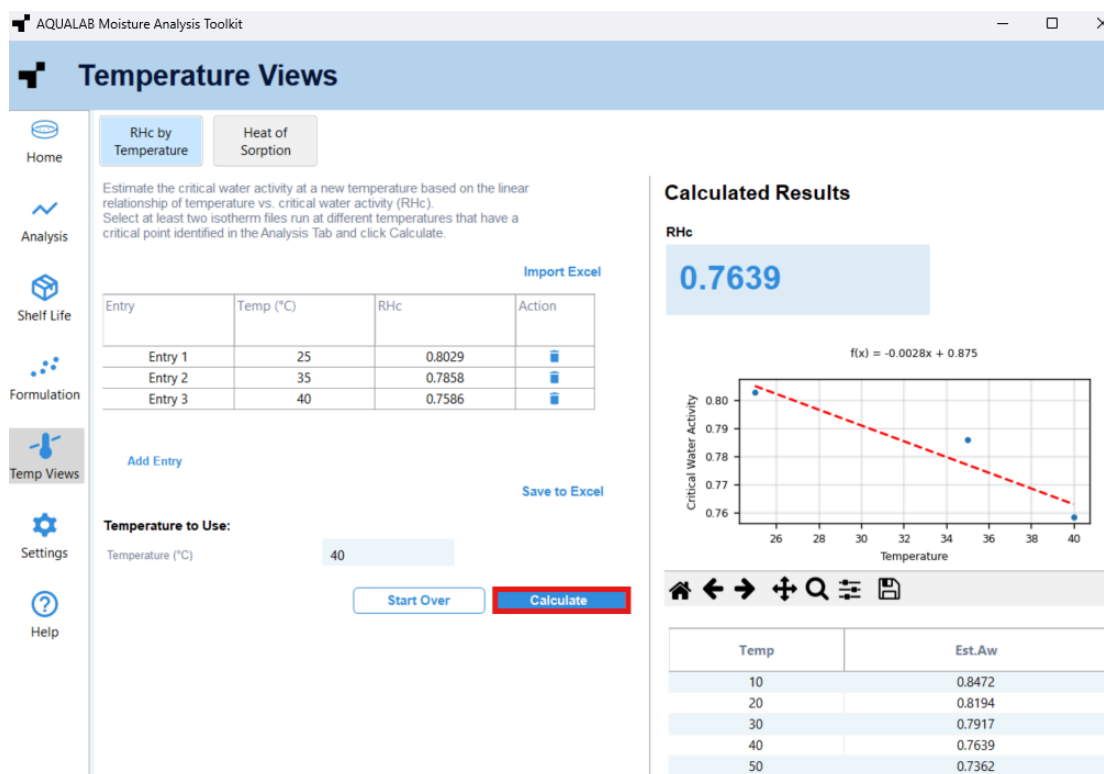 AQUALAB Moisture Analysis Toolkit
Temperature Views
Home
Analysis
Shelf Life
Formulation
Temp Views
Settings
Help
RHc by
Temperature
Heat of
Sorption
Estimate the critical water activity at a new temperature based on the linear
relationship of temperature vs. critical water activity (RHc).
Select at least two isotherm files run at different temperatures that have a
critical point identified in the Analysis Tab and click Calculate.
Import Excel
Entry Temp (°C) RHc Action
Entry 1 25 0.8029
Entry 2 35 0.7858
Entry 3 40 0.7586
Add Entry
Save to Excel
Temperature to Use:
Temperature (°C) 40
Start Over Calculate
Calculated Results
RHc
0.7639
f(x) = -0.0028x + 0.875
Critical Water Activity
0.80
0.79
0.78
0.77
0.76
26 28 30 32 34 36 38 40
Temperature
Temp Est.Aw
10 0.8472
20 0.8194
30 0.7917
40 0.7639
50 0.7362